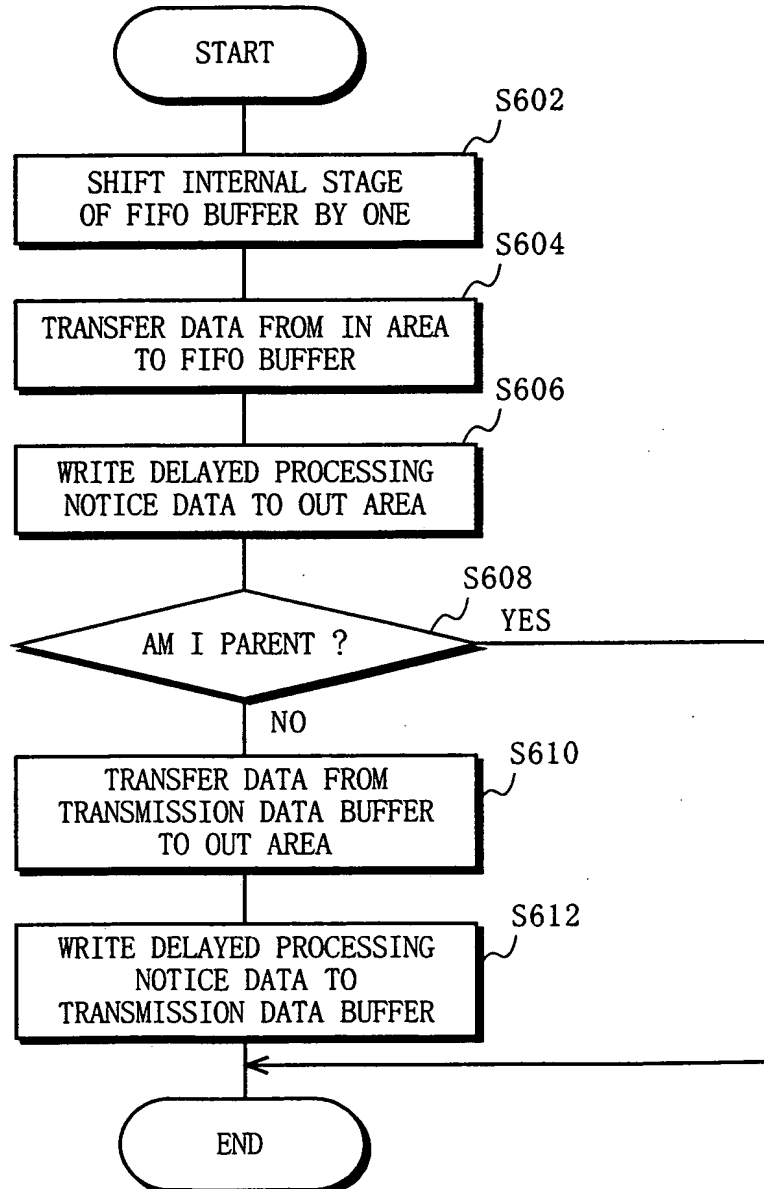 START
S602
SHIFT INTERNAL STAGE
OF FIFO BUFFER BY ONE
S604
TRANSFER DATA FROM IN AREA
TO FIFO BUFFER
S606
WRITE DELAYED PROCESSING
NOTICE DATA TO OUT AREA
S608
AM I PARENT ?
YES
NO
S610
TRANSFER DATA FROM
TRANSMISSION DATA BUFFER
TO OUT AREA
S612
WRITE DELAYED PROCESSING
NOTICE DATA TO
TRANSMISSION DATA BUFFER
END